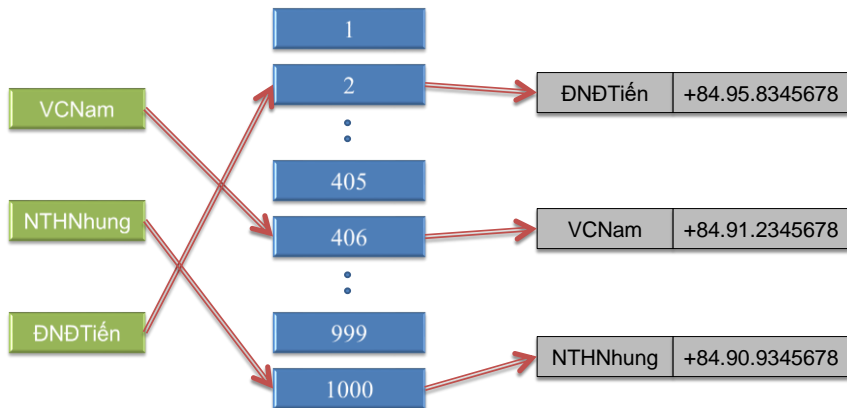 VCNam
NTHNhung
ĐNĐTiến
1
2
405
406
999
1000
ĐNĐTiến +84.95.8345678
VCNam +84.91.2345678
NTHNhung +84.90.9345678